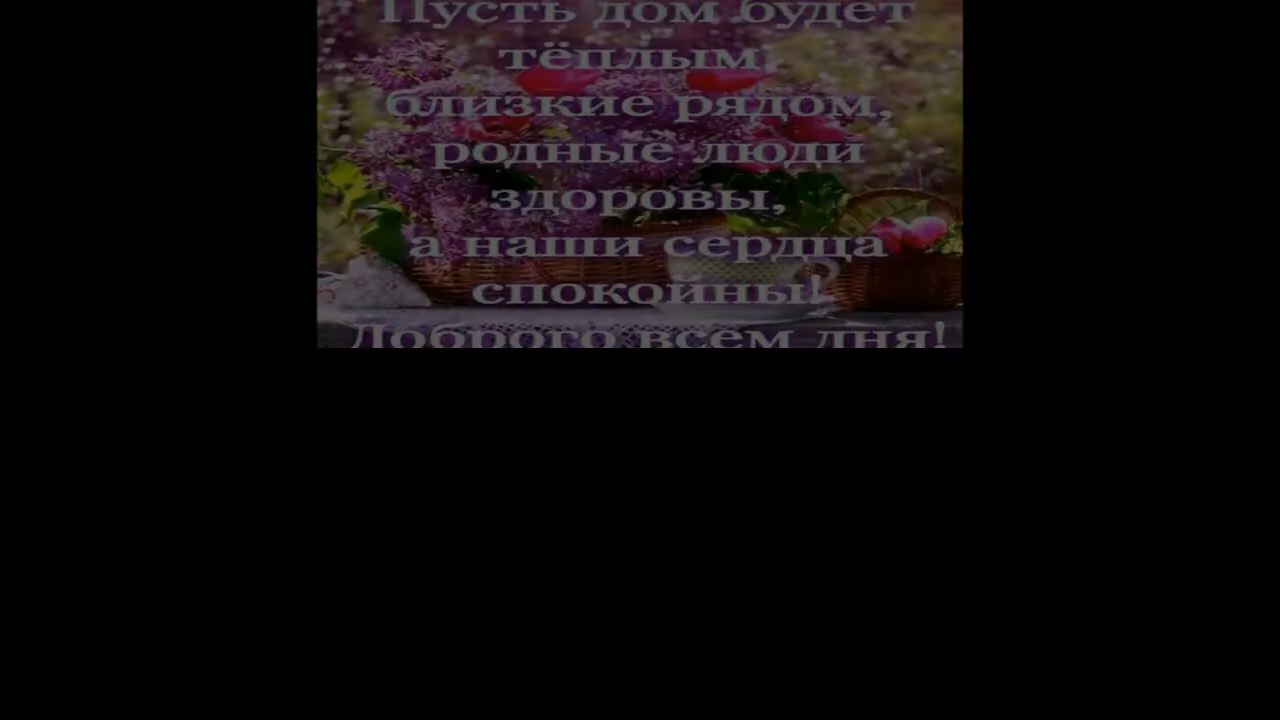 Пусть дом будет
тёплым,
близкие рядом,
родные люди
здоровы,
а наши сердца
спокойны!
Доброго всем дня!